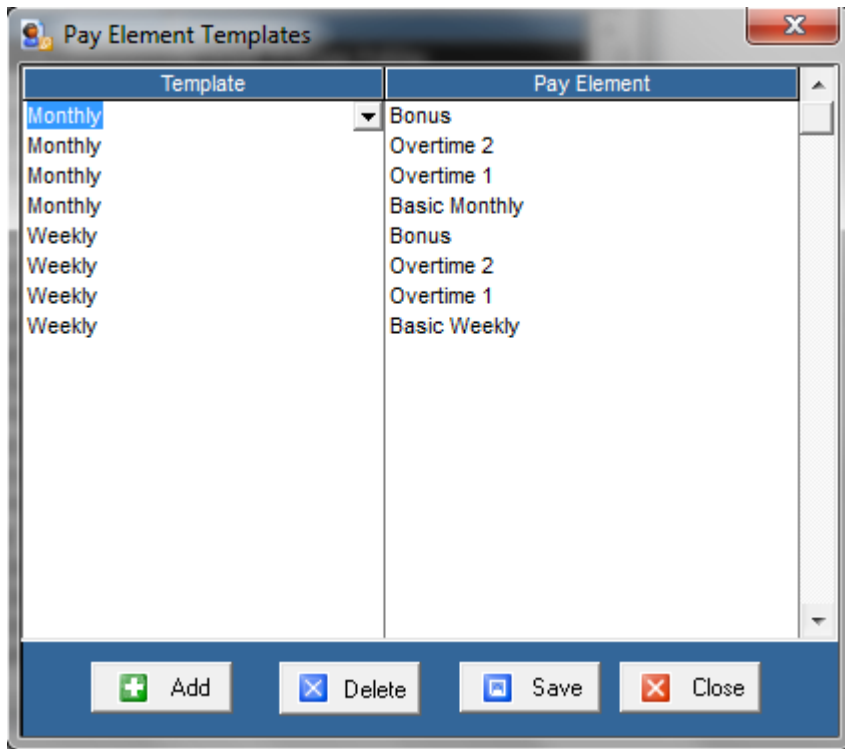 Pay Element Templates
Template Pay Element
Monthly Bonus
Monthly Overtime 2
Monthly Overtime 1
Monthly Basic Monthly
Weekly Bonus
Weekly Overtime 2
Weekly Overtime 1
Weekly Basic Weekly
Add Delete Save Close